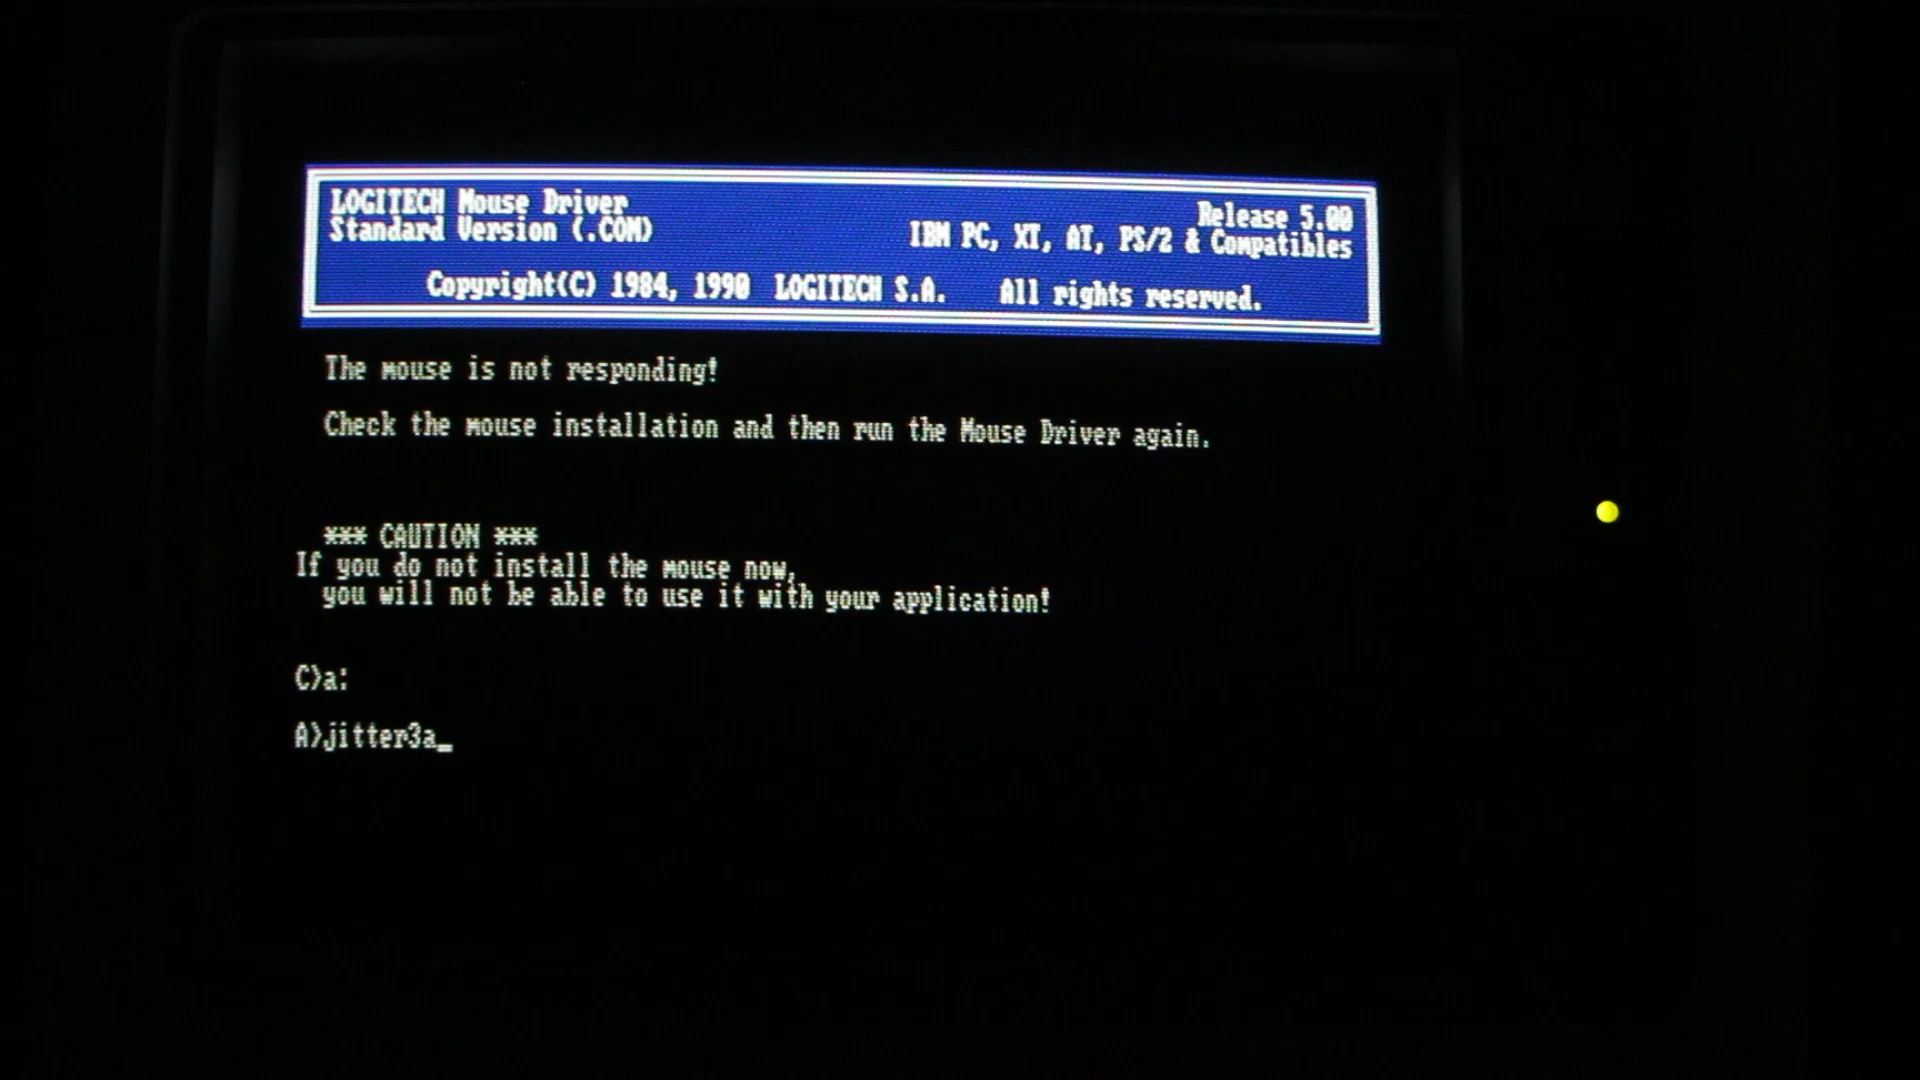 LOGITECH Mouse Driver Release 5.00
Standard Version (.COM) IBM PC, XT, AT, PS/2 & Compatibles
Copyright(C) 1984, 1990 LOGITECH S.A. All rights reserved.
The mouse is not responding!
Check the mouse installation and then run the Mouse Driver again.
*** CAUTION ***
If you do not install the mouse now,
you will not be able to use it with your application!
C>a:
A>jitter3a_